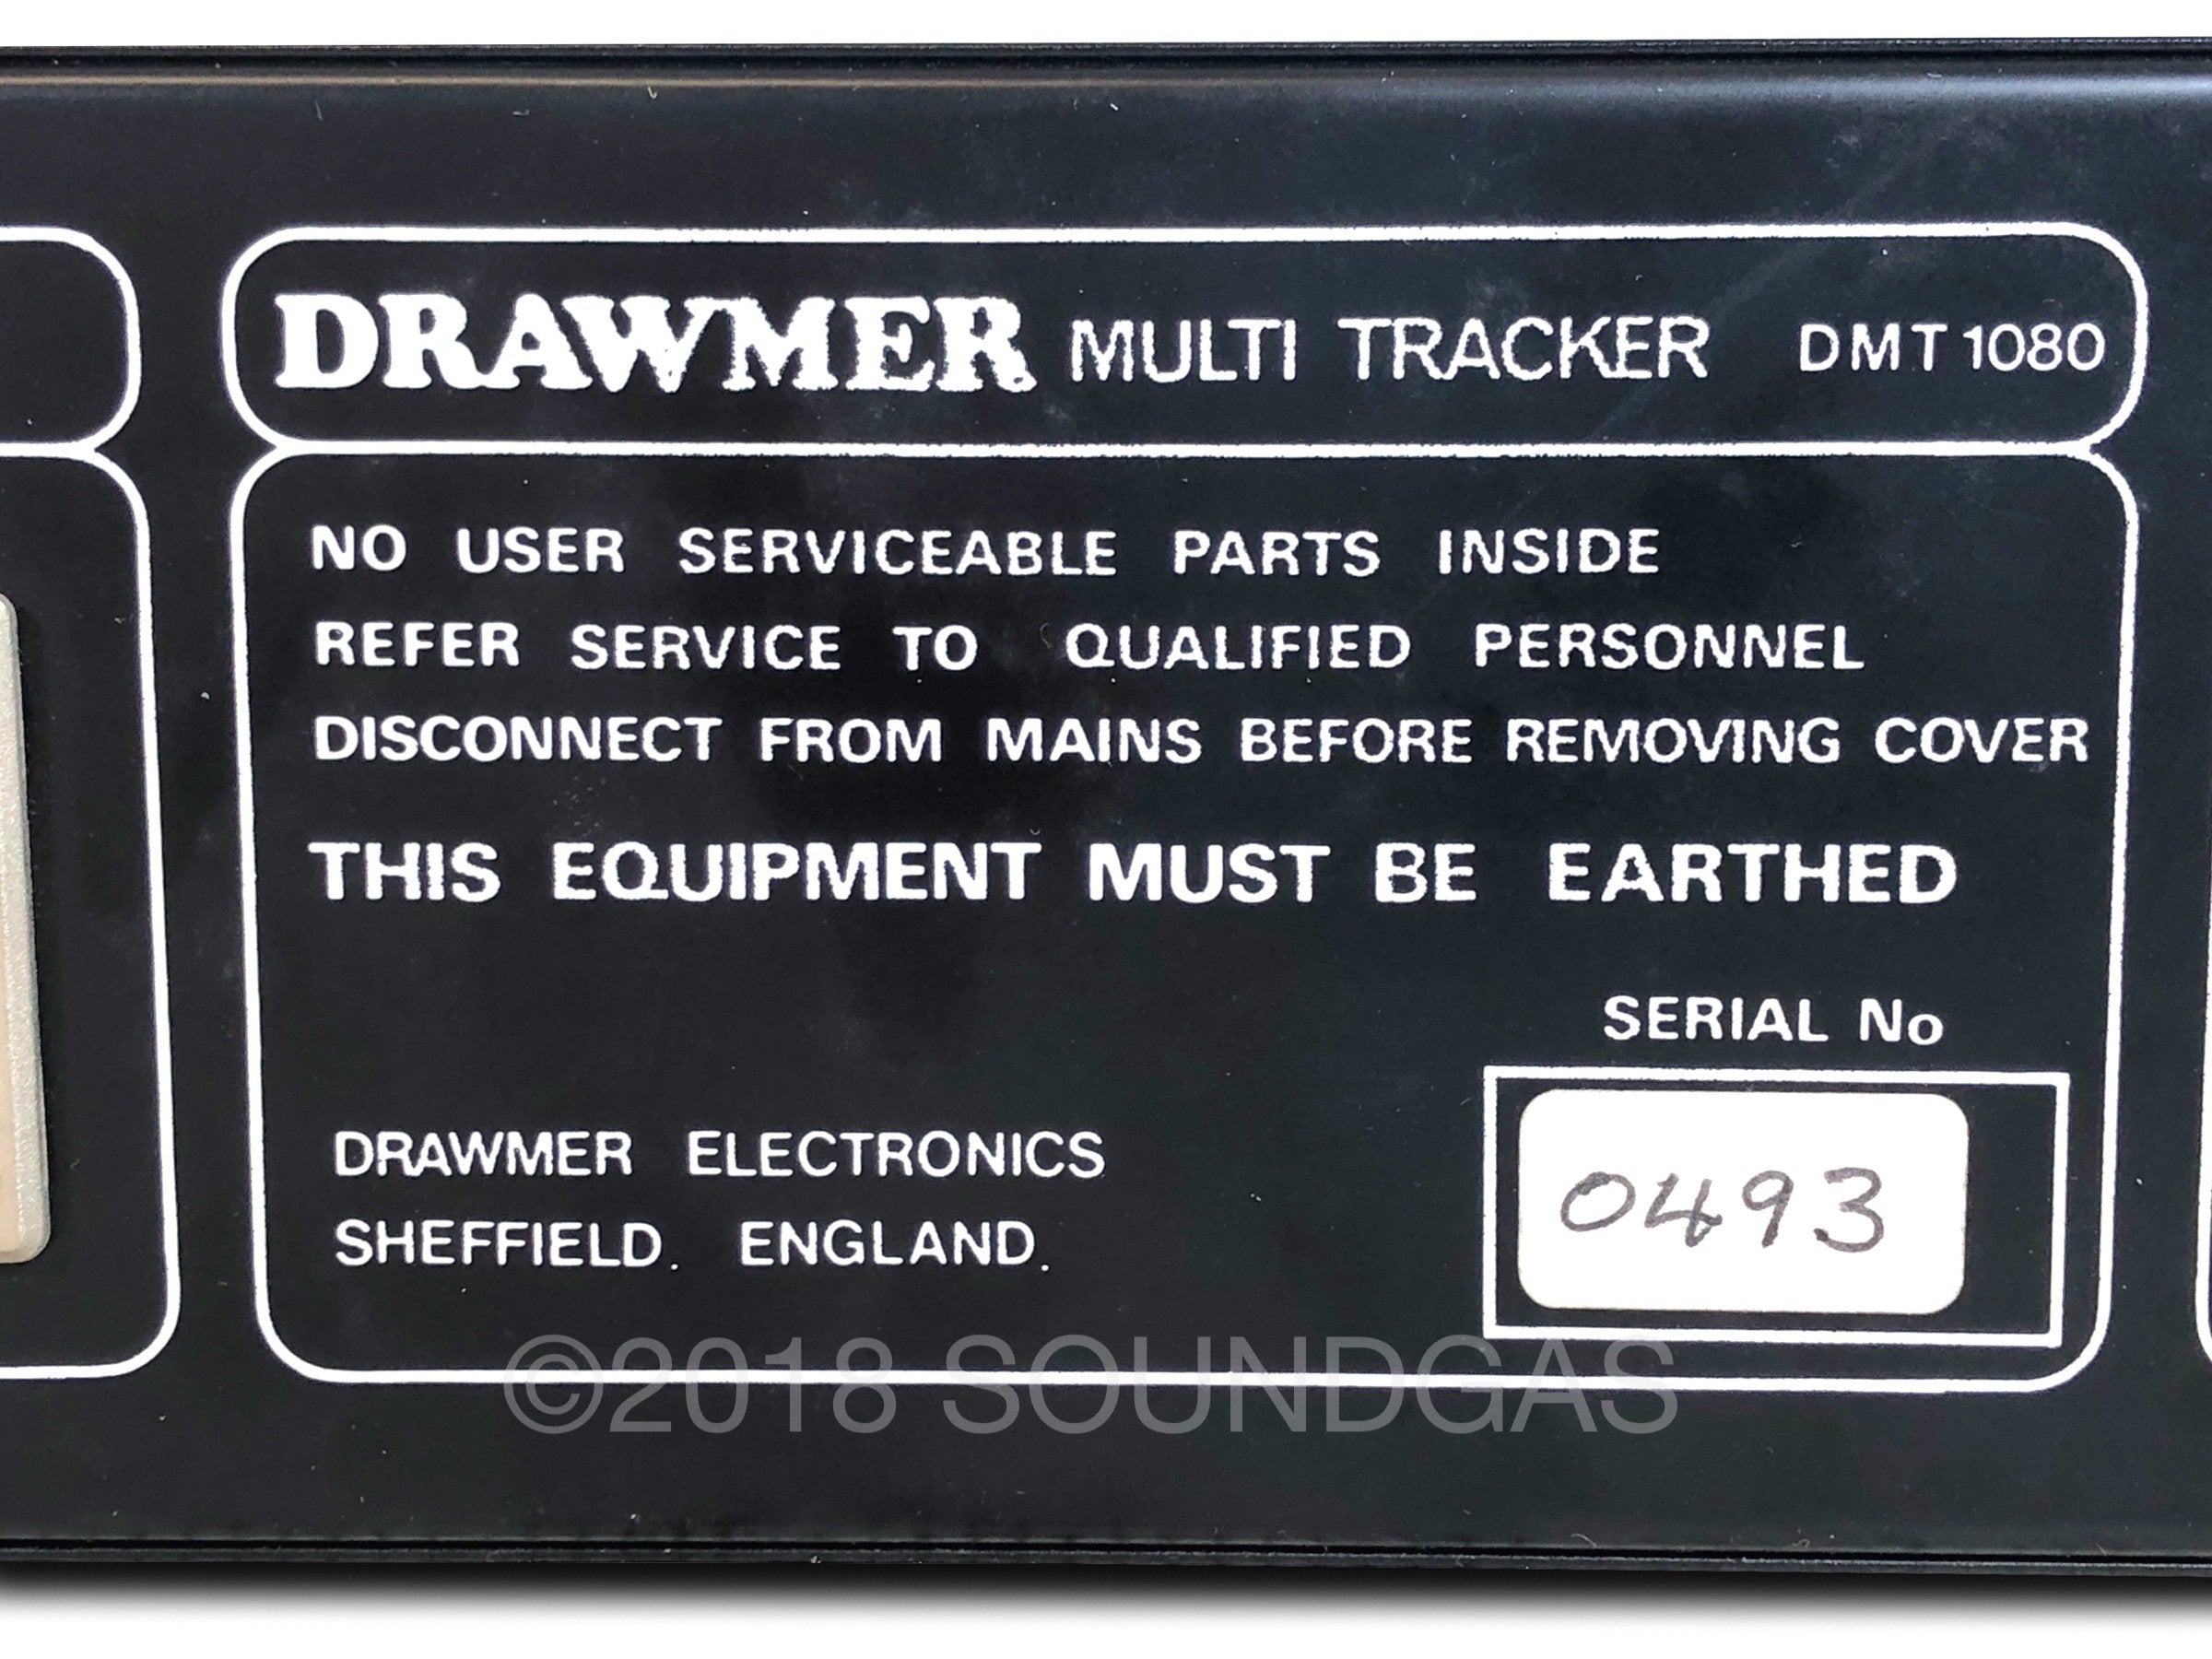 DRAWMER MULTI TRACKER DMT 1080
NO USER SERVICEABLE PARTS INSIDE
REFER SERVICE TO QUALIFIED PERSONNEL
DISCONNECT FROM MAINS BEFORE REMOVING COVER
THIS EQUIPMENT MUST BE EARTHED
SERIAL No
0493
DRAWMER ELECTRONICS
SHEFFIELD. ENGLAND.
©2018 SOUNDGAS